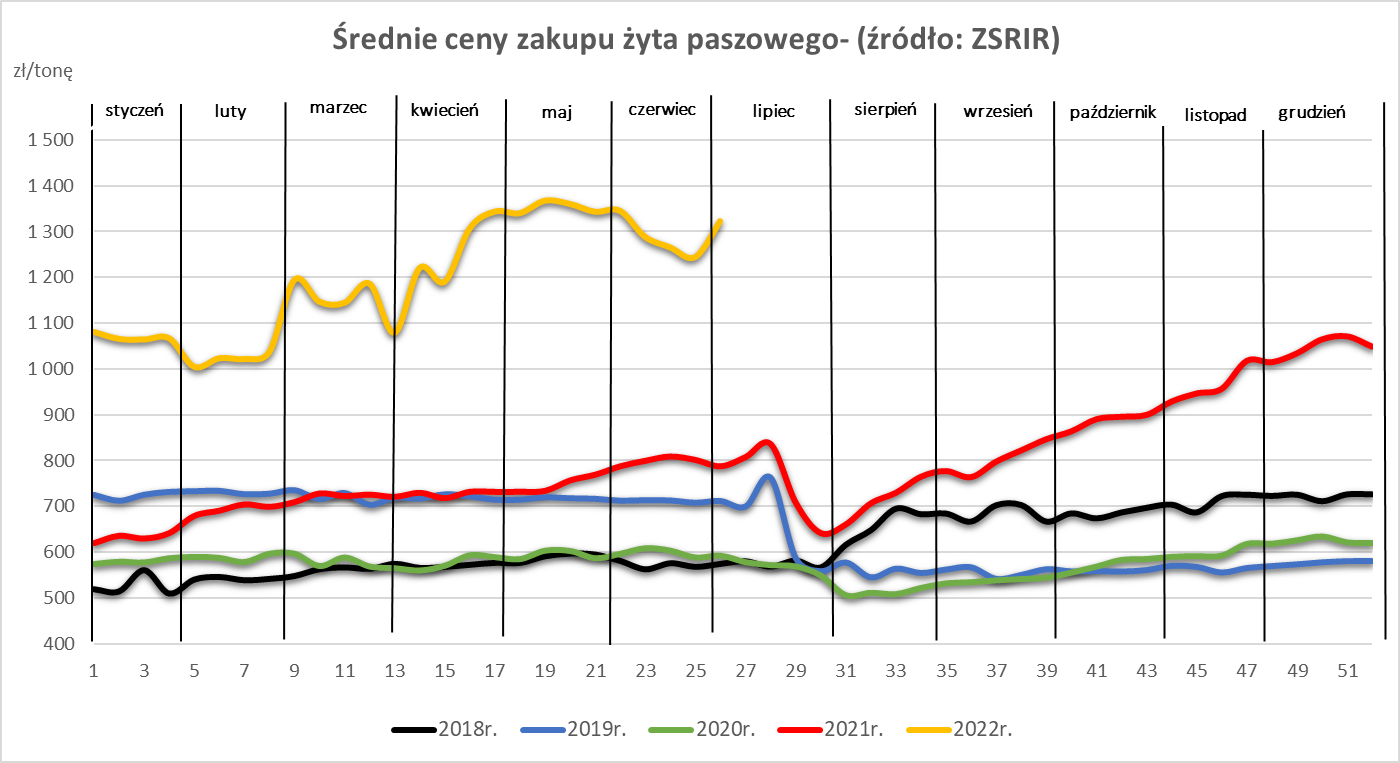 Średnie ceny zakupu żyta paszowego- (źródło: ZSRIR)
zł/tonę
styczeń luty marzec kwiecień maj czerwiec lipiec sierpień wrzesień październik listopad grudzień
1 500
1 400
1 300
1 200
1 100
1 000
900
800
700
600
500
400
1 3 5 7 9 11 13 15 17 19 21 23 25 27 29 31 33 35 37 39 41 43 45 47 49 51
2018r. 2019r. 2020r. 2021r. 2022r.